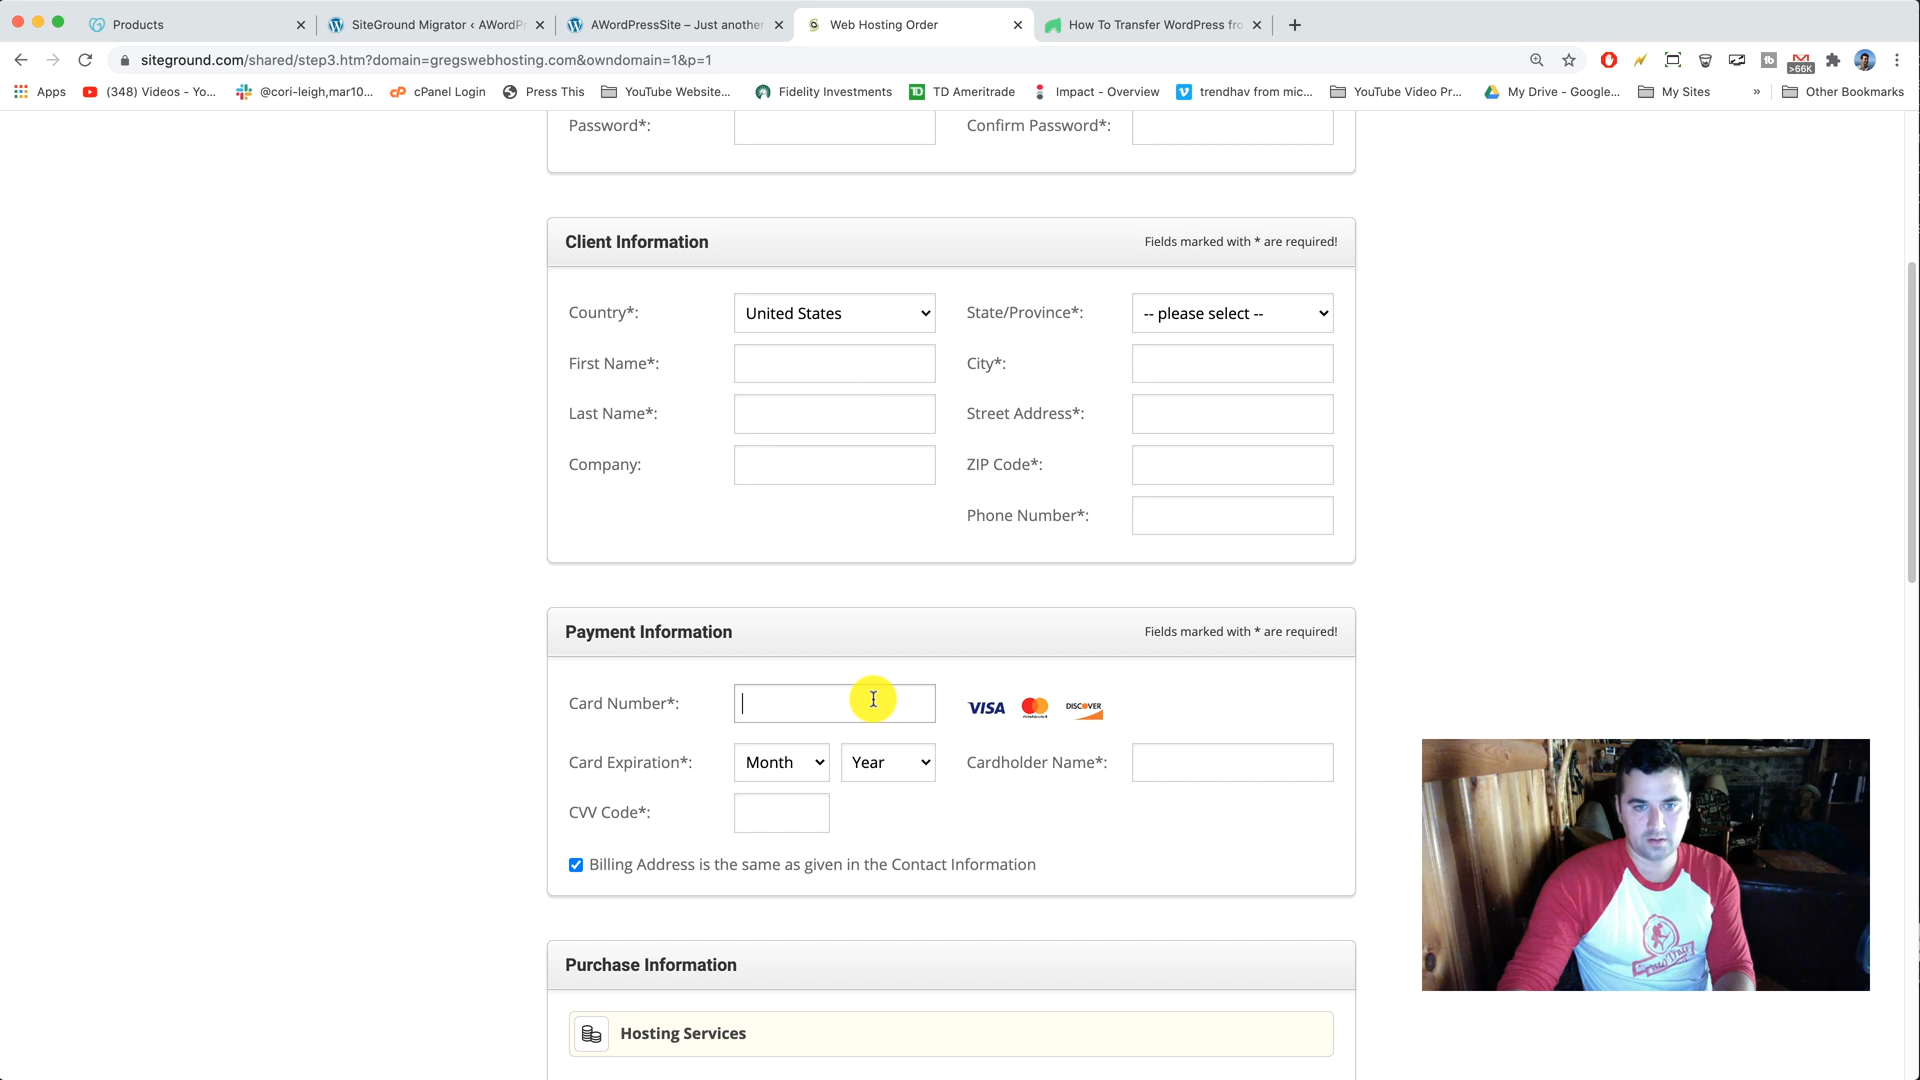 Products
SiteGround Migrator ‹ AWordP
AWordPressSite – Just another
Web Hosting Order
How To Transfer WordPress fro
siteground.com/shared/step3.htm?domain=gregswebhosting.com&owndomain=1&p=1
>66K
Apps
(348) Videos - Yo...
@cori-leigh,mar10...
cPanel Login
Press This
YouTube Website...
Fidelity Investments
TD Ameritrade
Impact - Overview
trendhav from mic...
YouTube Video Pr...
My Drive - Google...
My Sites
»
Other Bookmarks
Password*:
Confirm Password*:
Client Information
Fields marked with * are required!
Country*:
United States
State/Province*:
-- please select --
First Name*:
City*:
Last Name*:
Street Address*:
Company:
ZIP Code*:
Phone Number*:
Payment Information
Fields marked with * are required!
Card Number*:
VISA
mastercard
DISCOVER
Card Expiration*:
Month
Year
Cardholder Name*:
CVV Code*:
Billing Address is the same as given in the Contact Information
Purchase Information
Hosting Services